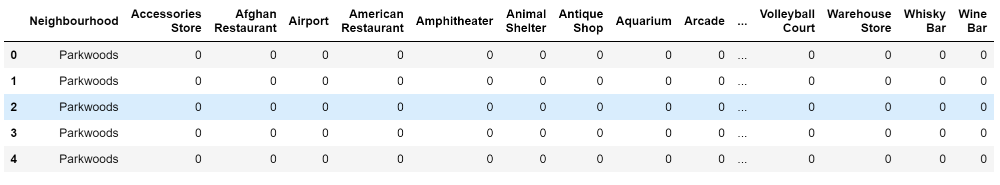 Neighbourhood Accessories Store Afghan Restaurant Airport American Restaurant Amphitheater Animal Shelter Antique Shop Aquarium Arcade ... Volleyball Court Warehouse Store Whisky Bar Wine Bar
0 Parkwoods 0 0 0 0 0 0 0 0 0 ... 0 0 0 0
1 Parkwoods 0 0 0 0 0 0 0 0 0 ... 0 0 0 0
2 Parkwoods 0 0 0 0 0 0 0 0 0 ... 0 0 0 0
3 Parkwoods 0 0 0 0 0 0 0 0 0 ... 0 0 0 0
4 Parkwoods 0 0 0 0 0 0 0 0 0 ... 0 0 0 0